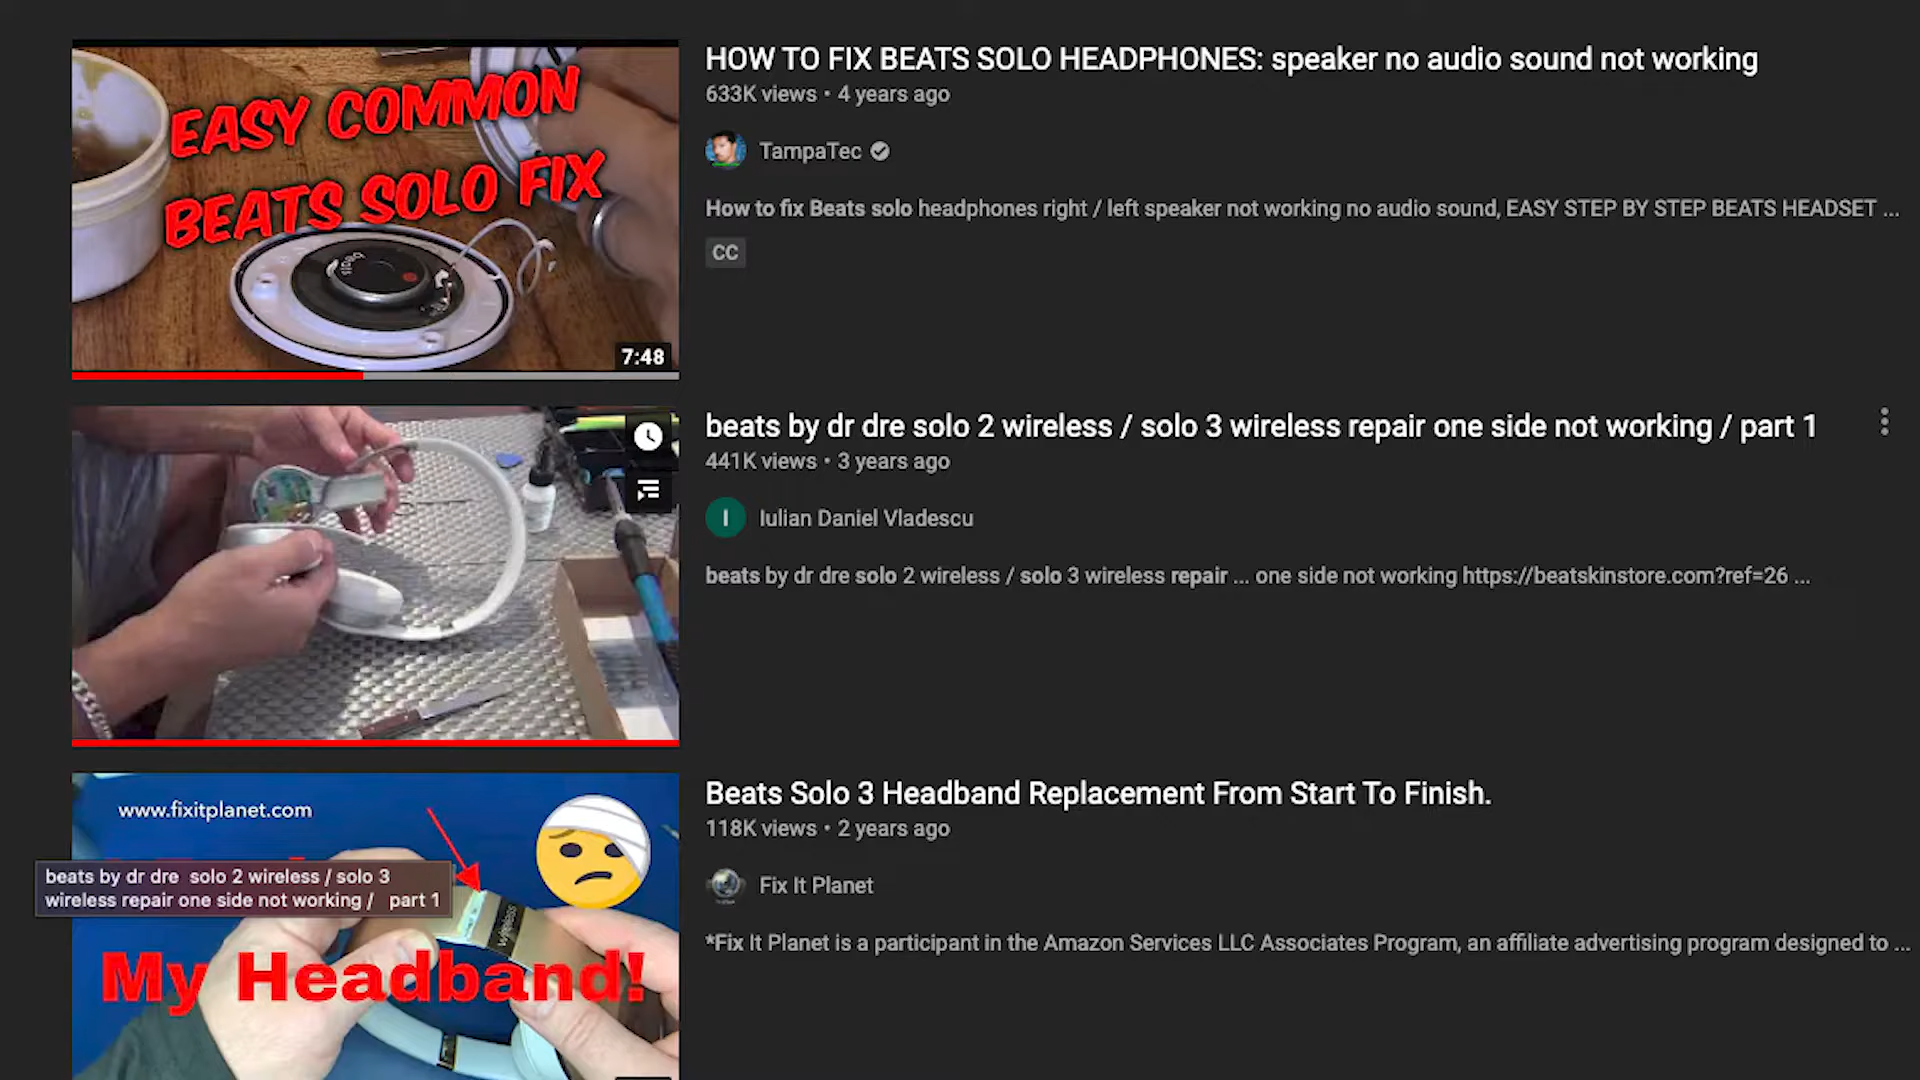 EASY COMMON
BEATS SOLO FIX
7:48
HOW TO FIX BEATS SOLO HEADPHONES: speaker no audio sound not working
633K views • 4 years ago
TampaTec
How to fix Beats solo headphones right / left speaker not working no audio sound, EASY STEP BY STEP BEATS HEADSET ...
CC
beats by dr dre solo 2 wireless / solo 3 wireless repair one side not working / part 1
441K views • 3 years ago
I
Iulian Daniel Vladescu
beats by dr dre solo 2 wireless / solo 3 wireless repair ... one side not working https://beatskinstore.com?ref=26 ...
www.fixitplanet.com
beats by dr dre solo 2 wireless / solo 3
wireless repair one side not working / part 1
wireless
My Headband!
Beats Solo 3 Headband Replacement From Start To Finish.
118K views • 2 years ago
Fix It Planet
*Fix It Planet is a participant in the Amazon Services LLC Associates Program, an affiliate advertising program designed to ...